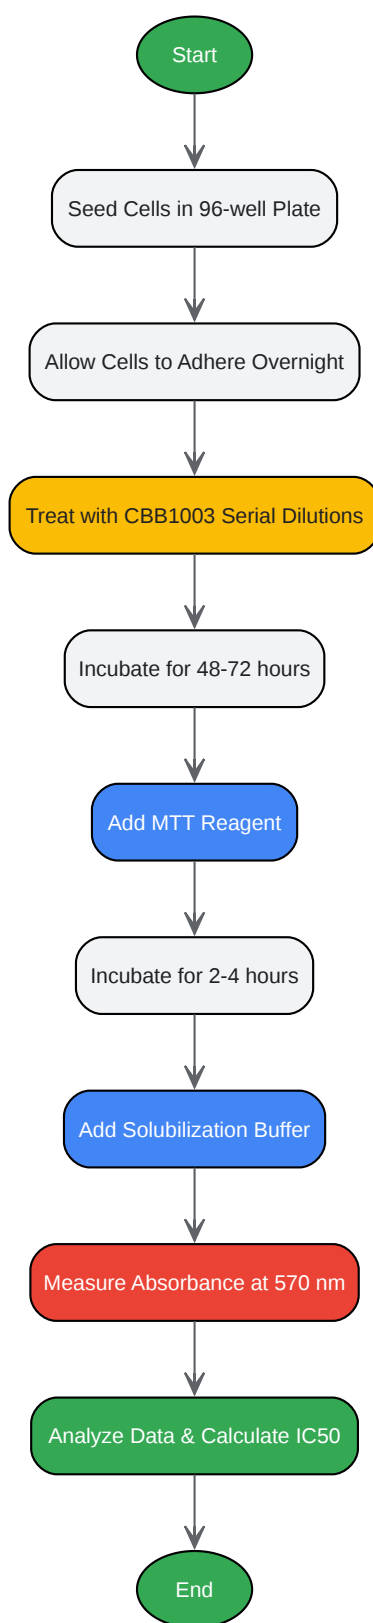 Start
Seed Cells in 96-well Plate
Allow Cells to Adhere Overnight
Treat with CBB1003 Serial Dilutions
Incubate for 48-72 hours
Add MTT Reagent
Incubate for 2-4 hours
Add Solubilization Buffer
Measure Absorbance at 570 nm
Analyze Data & Calculate IC50
End